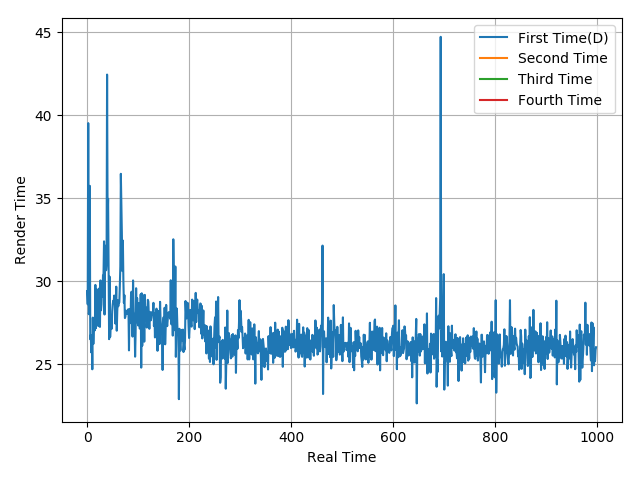 45
40
35
30
25
Render Time
0
200
400
600
800
1000
Real Time
First Time(D)
Second Time
Third Time
Fourth Time